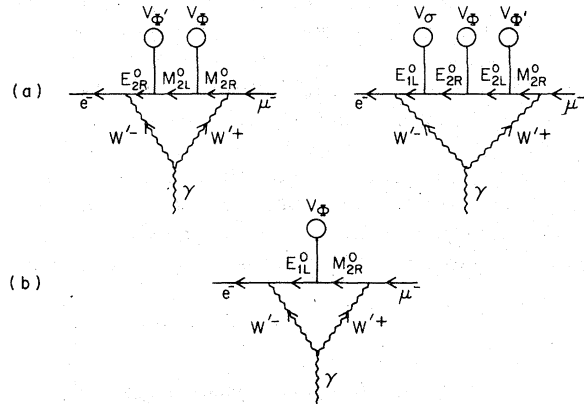 V_Φ' V_Φ
V_σ V_Φ V_Φ'
(a)
E⁰_2R M⁰_2L M⁰_2R
e⁻ μ⁻
W'⁻ W'⁺
γ
E⁰_1L E⁰_2R E⁰_2L M⁰_2R
e⁻ μ⁻
W'⁻ W'⁺
γ
V_Φ
(b)
E⁰_1L M⁰_2R
e⁻ μ⁻
W'⁻ W'⁺
γ